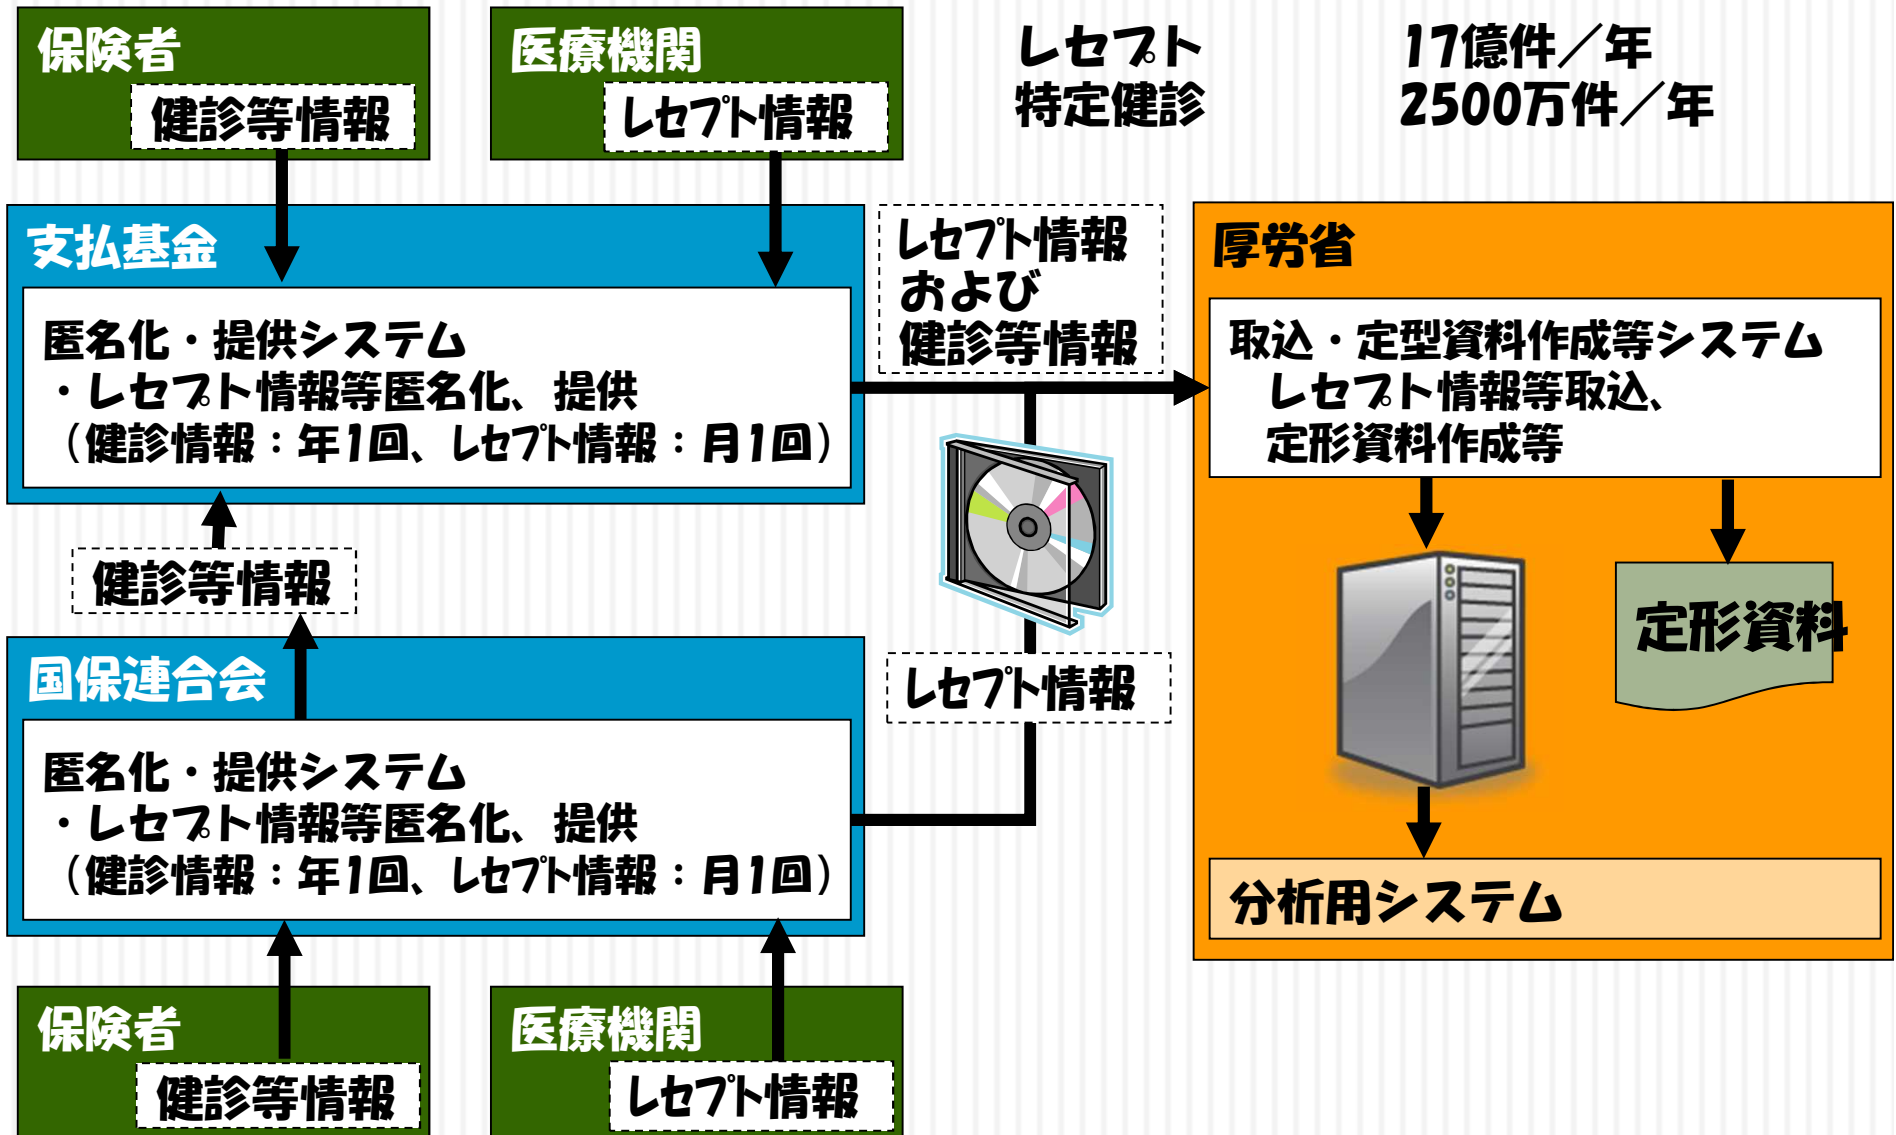 保険者
健診等情報
医療機関
レセプト情報
レセプト 17億件／年
特定健診 2500万件／年
支払基金
匿名化・提供システム
・レセプト情報等匿名化、提供
（健診情報：年1回、レセプト情報：月1回）
レセプト情報
および
健診等情報
厚労省
取込・定型資料作成等システム
レセプト情報等取込、
定形資料作成等
健診等情報
定形資料
国保連合会
匿名化・提供システム
・レセプト情報等匿名化、提供
（健診情報：年1回、レセプト情報：月1回）
レセプト情報
分析用システム
保険者
健診等情報
医療機関
レセプト情報